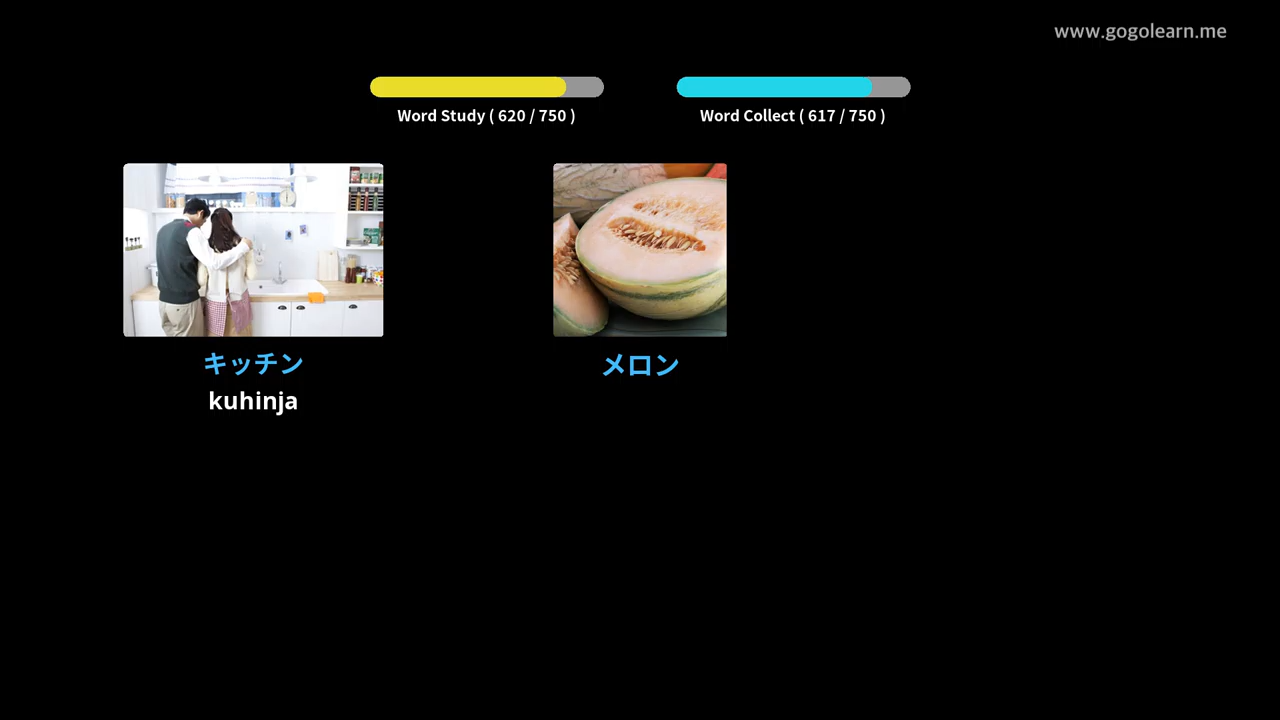 www.gogolearn.me
Word Study ( 620 / 750 )
Word Collect ( 617 / 750 )
キッチン
kuhinja
メロン